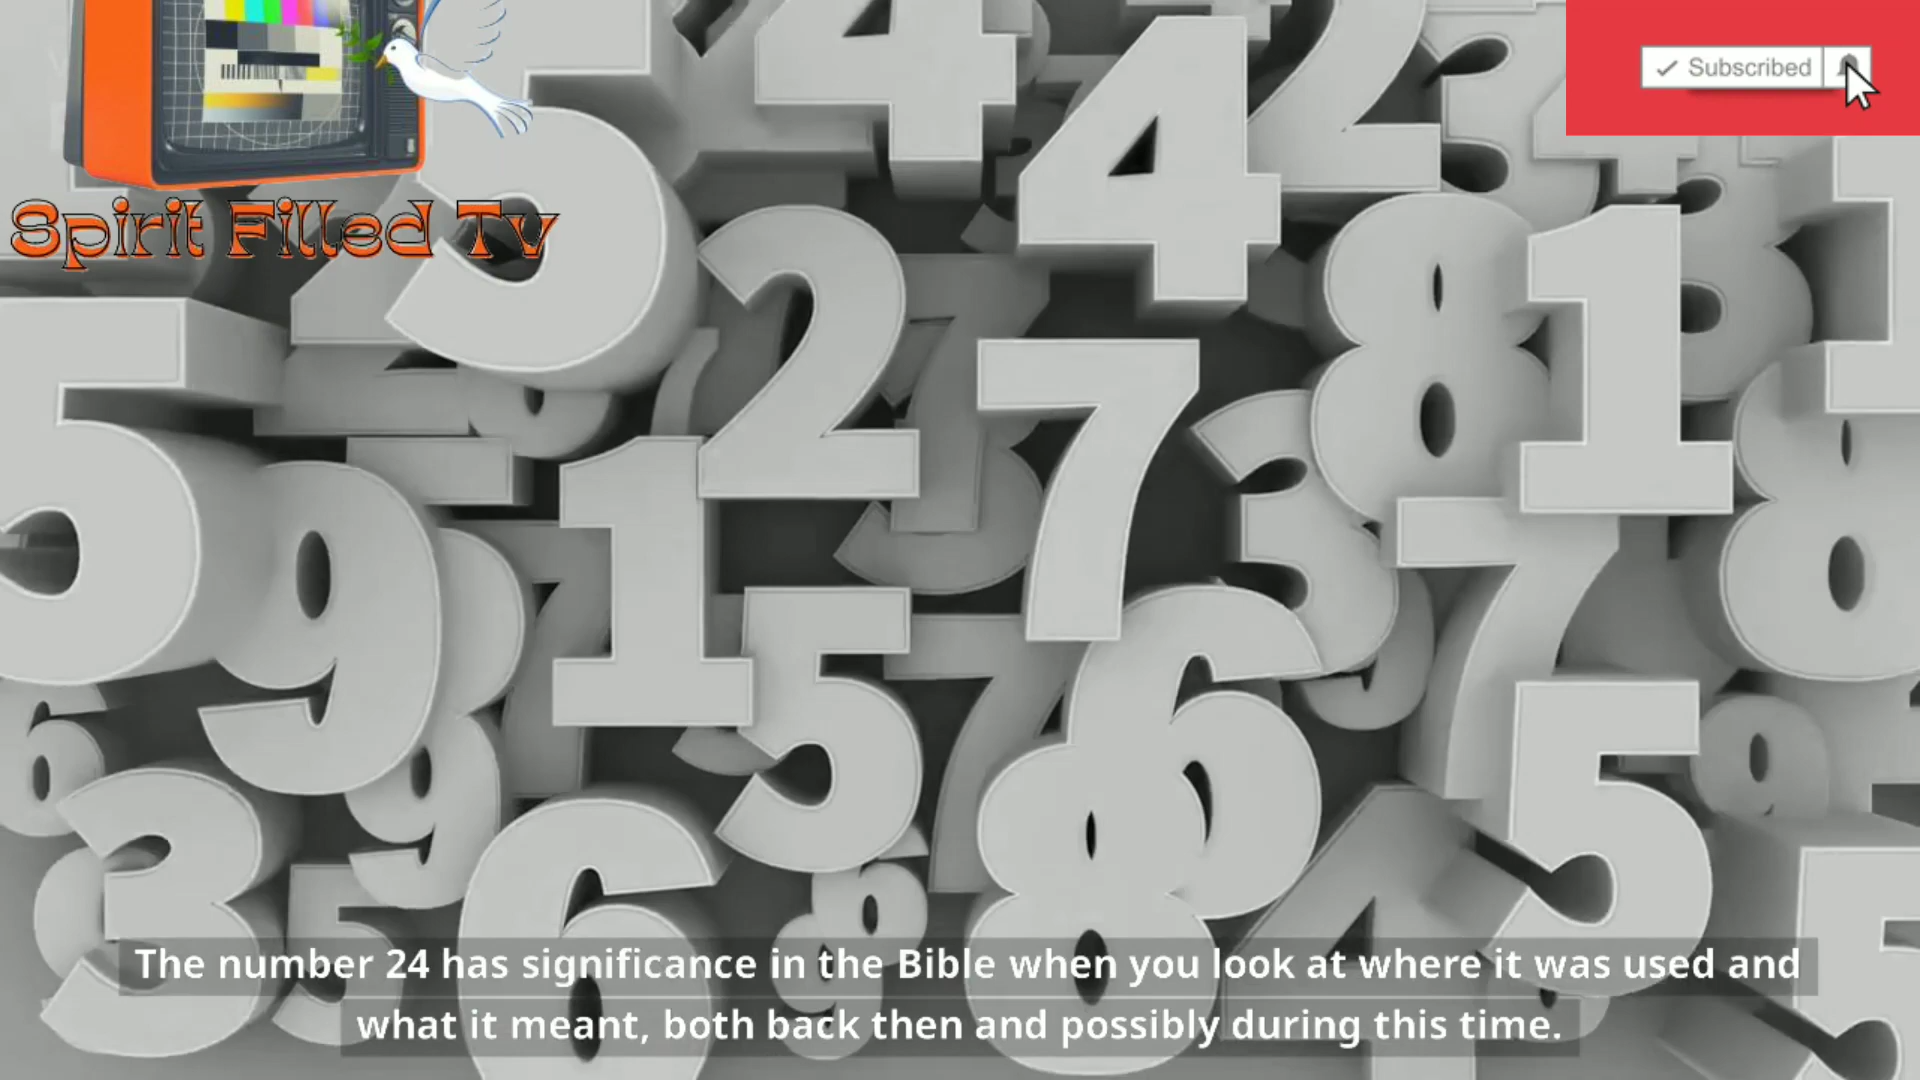 Spirit Filled Tv
Subscribed
The number 24 has significance in the Bible when you look at where it was used and
what it meant, both back then and possibly during this time.